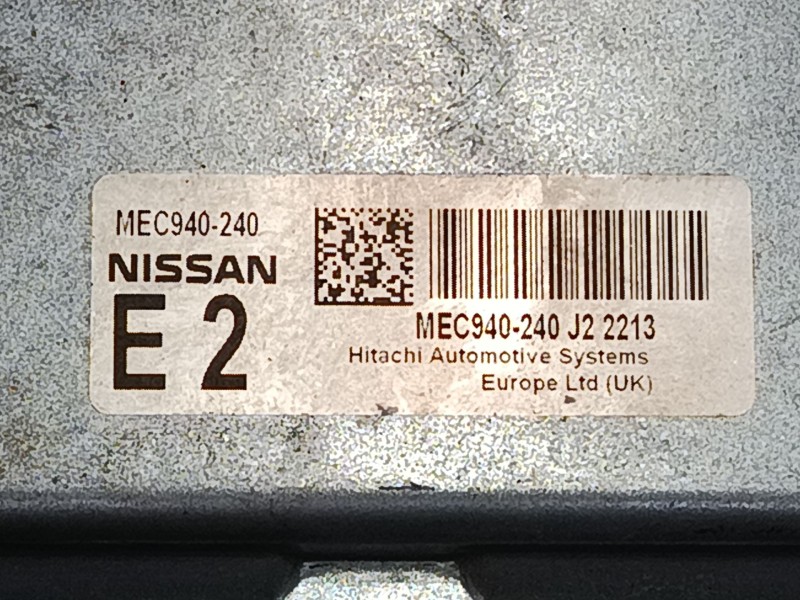 MEC940-240
NISSAN
E 2
MEC940-240 J2 2213
Hitachi Automotive Systems
Europe Ltd (UK)